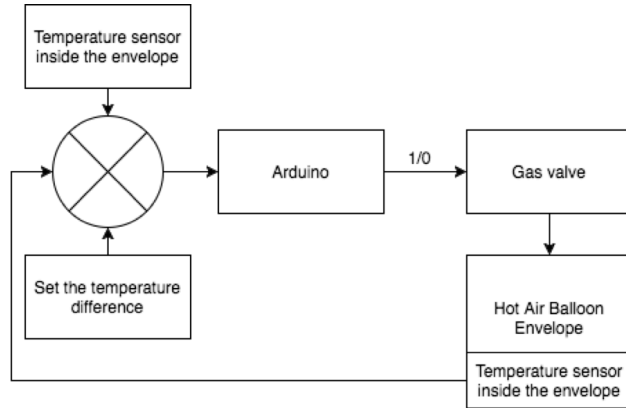 Temperature sensor
inside the envelope
Arduino
1/0
Gas valve
Set the temperature
difference
Hot Air Balloon
Envelope
Temperature sensor
inside the envelope